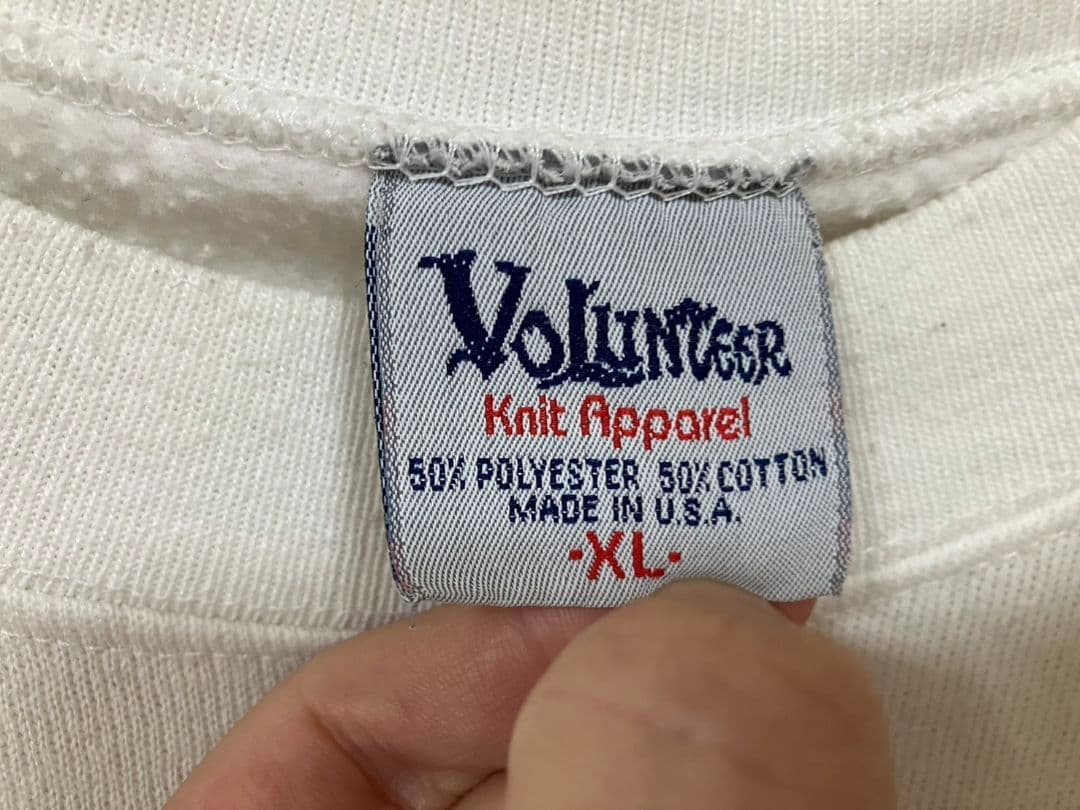 VOLUNTEER
Knit Apparel
50% POLYESTER 50% COTTON
MADE IN U.S.A.
·XL·